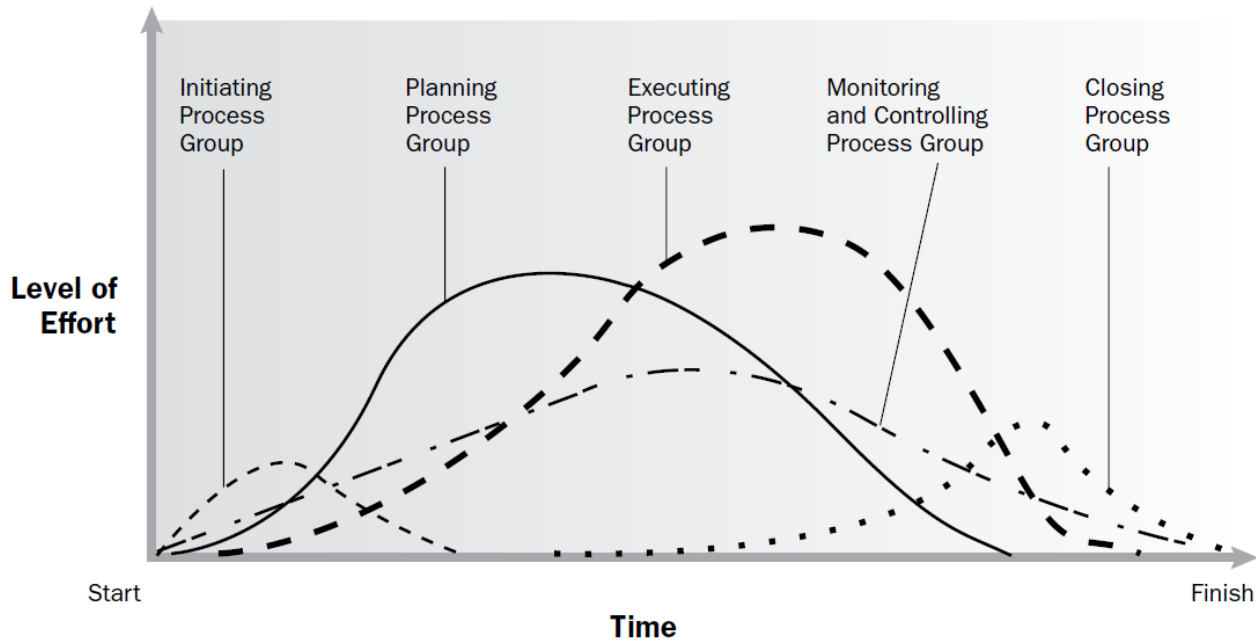 Initiating
Process
Group
Planning
Process
Group
Executing
Process
Group
Monitoring
and Controlling
Process Group
Closing
Process
Group
Level of
Effort
Start
Finish
Time